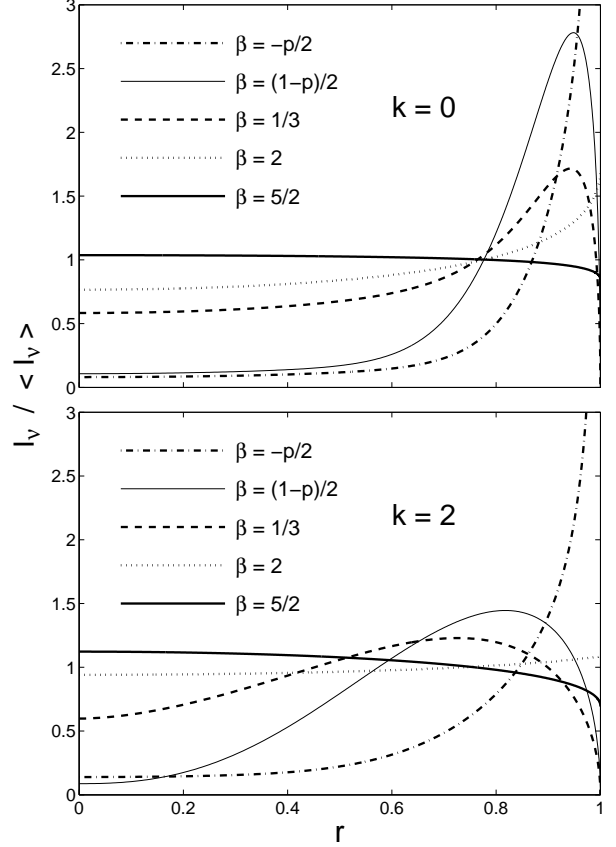 3
2.5
2
1.5
1
0.5
0
β = −p/2
β = (1−p)/2
β = 1/3
β = 2
β = 5/2
k = 0
I_ν / < I_ν >
3
2.5
2
1.5
1
0.5
0
β = −p/2
β = (1−p)/2
β = 1/3
β = 2
β = 5/2
k = 2
0 0.2 0.4 0.6 0.8 1
r